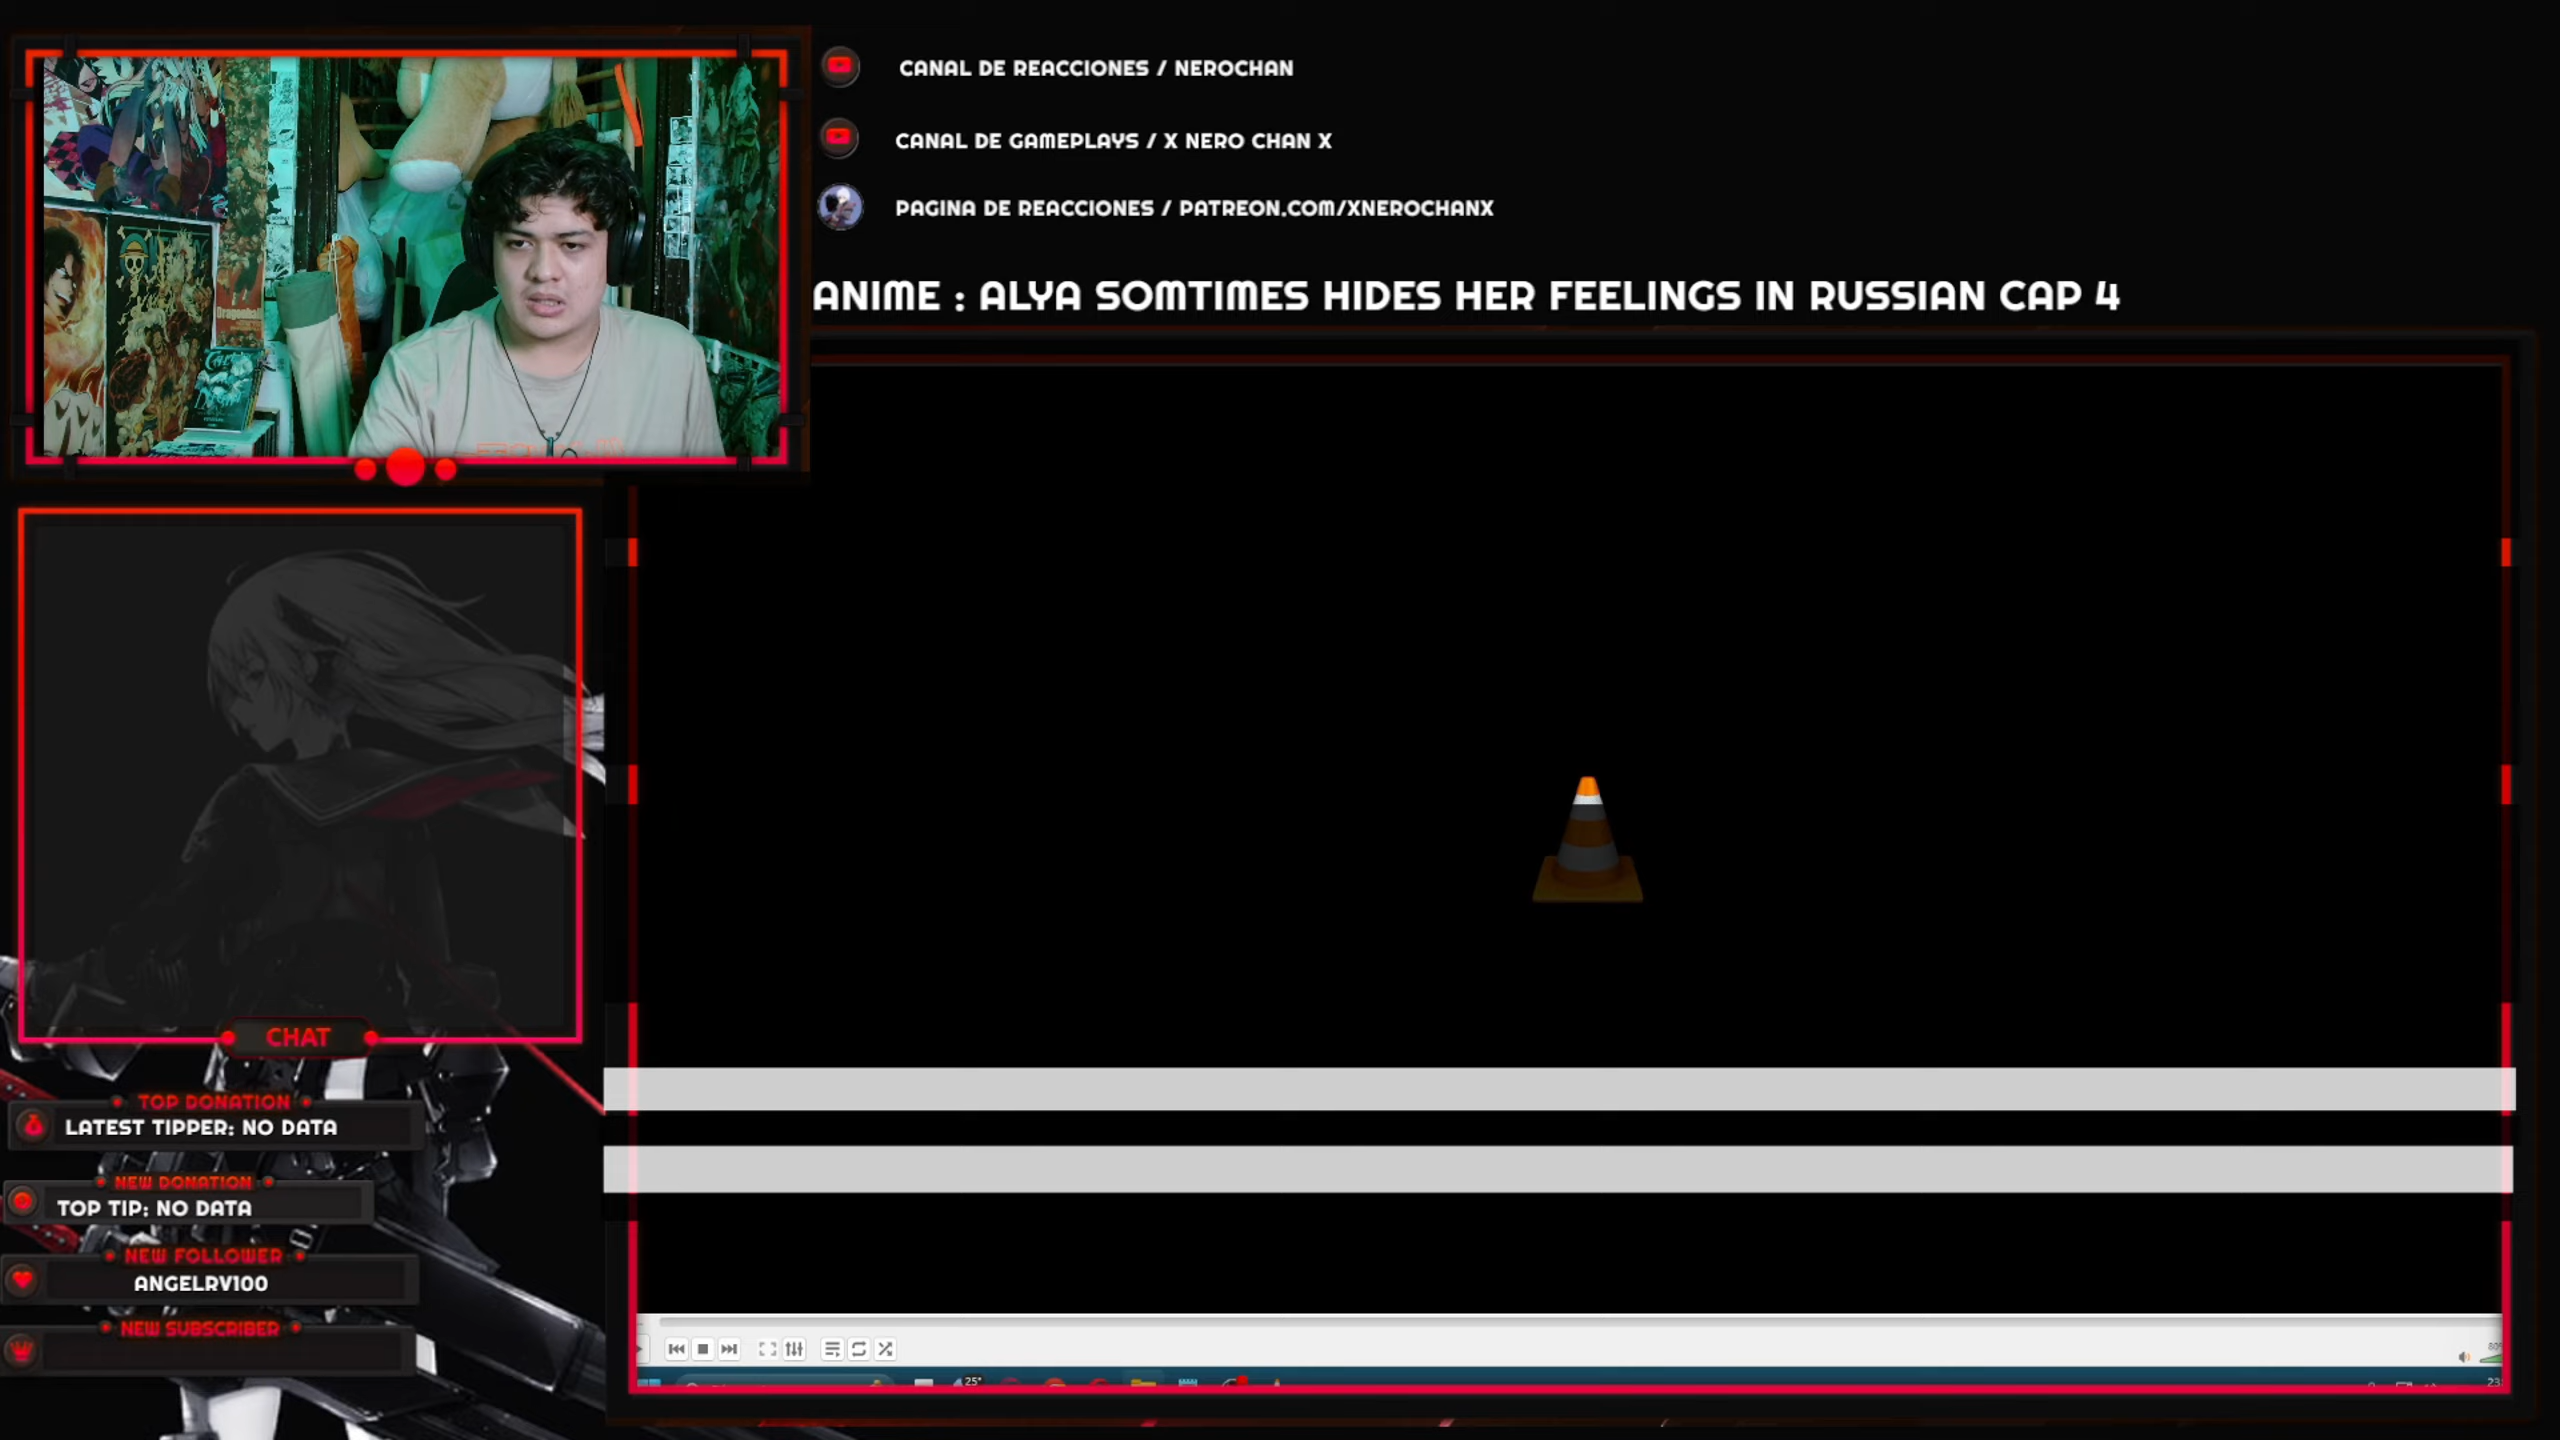 CANAL DE REACCIONES / NEROCHAN
CANAL DE GAMEPLAYS / X NERO CHAN X
PAGINA DE REACCIONES / PATREON.COM/XNEROCHANX
ANIME : ALYA SOMTIMES HIDES HER FEELINGS IN RUSSIAN CAP 4
CHAT
TOP DONATION
LATEST TIPPER: NO DATA
NEW DONATION
TOP TIP: NO DATA
NEW FOLLOWER
ANGELRV100
NEW SUBSCRIBER
25°